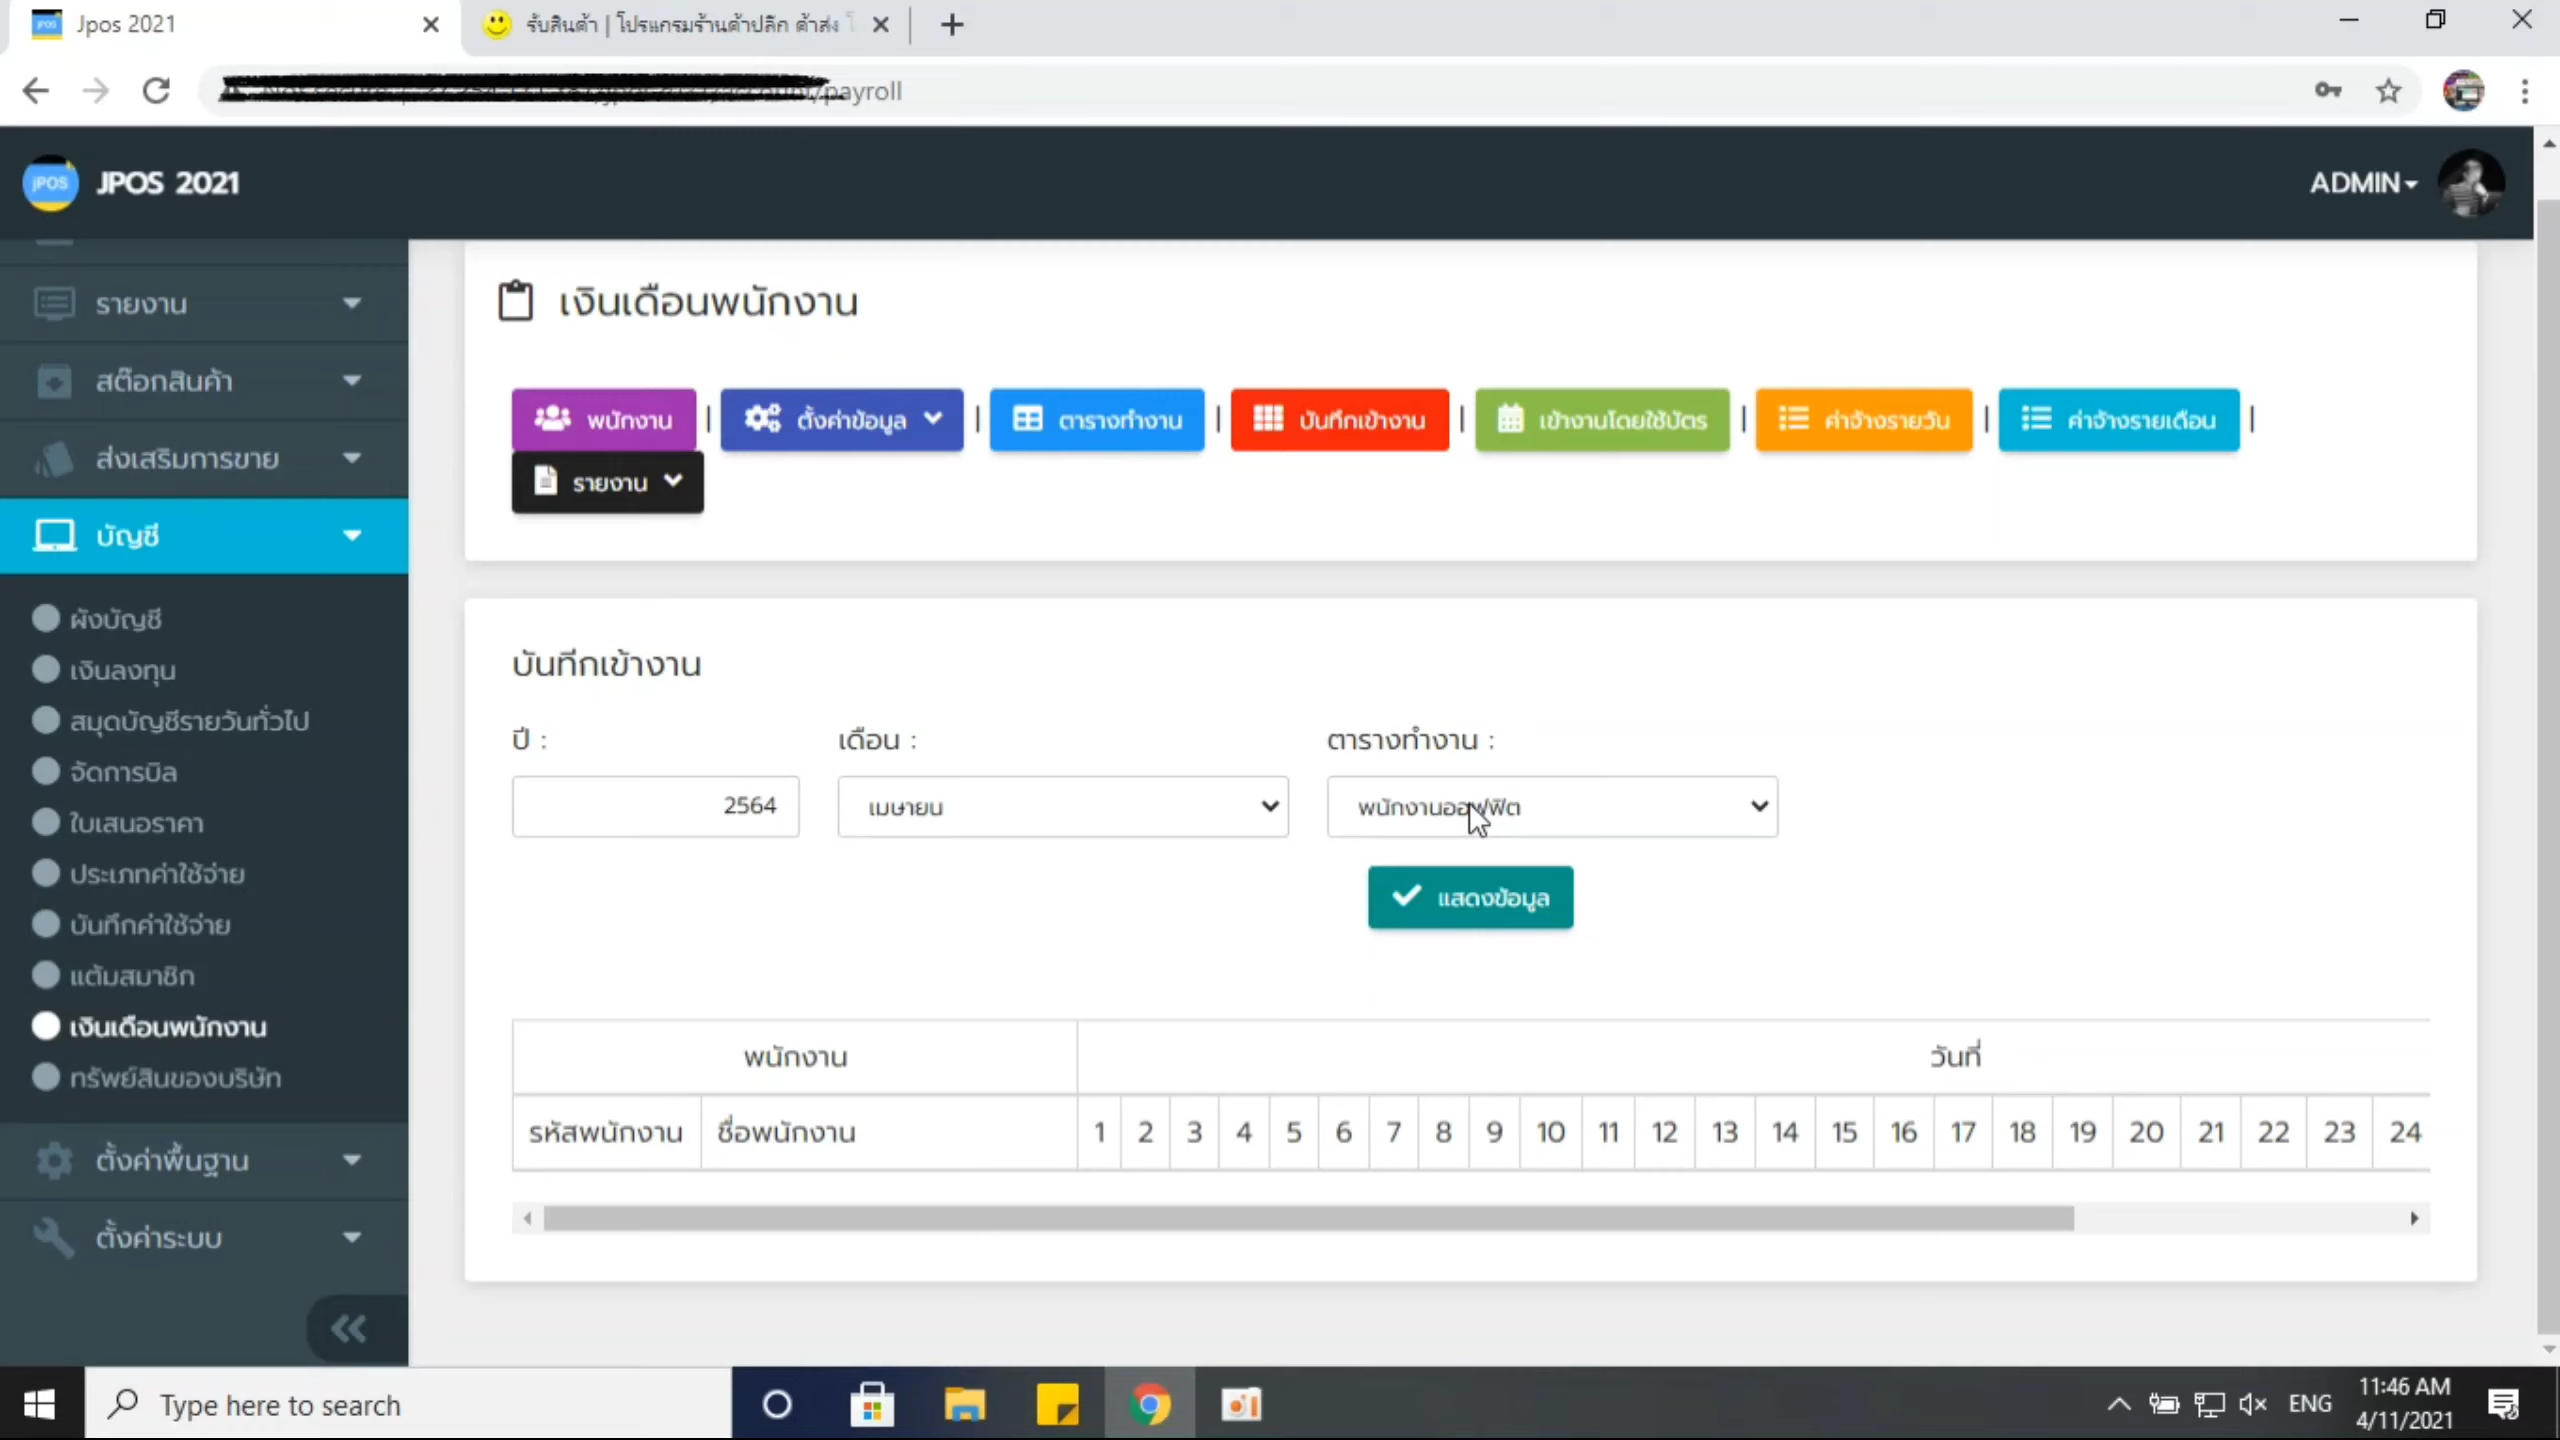 Jpos 2021
รับสินค้า | โปรแกรมร้านค้าปลีก ค้าส่ง
/payroll
jPOS
JPOS 2021
ADMIN
รายงาน
สต๊อกสินค้า
ส่งเสริมการขาย
บัญชี
ผังบัญชี
เงินลงทุน
สมุดบัญชีรายวันทั่วไป
จัดการบิล
ใบเสนอราคา
ประเภทค่าใช้จ่าย
บันทึกค่าใช้จ่าย
แต้มสมาชิก
เงินเดือนพนักงาน
ทรัพย์สินของบริษัท
ตั้งค่าพื้นฐาน
ตั้งค่าระบบ
เงินเดือนพนักงาน
พนักงาน | ตั้งค่าข้อมูล | ตารางทำงาน | บันทึกเข้างาน | เข้างานโดยใช้บัตร | ค่าจ้างรายวัน | ค่าจ้างรายเดือน |
รายงาน
บันทึกเข้างาน
ปี : เดือน : ตารางทำงาน :
2564 เมษายน พนักงานออฟฟิต
แสดงข้อมูล
พนักงาน วันที่
รหัสพนักงาน ชื่อพนักงาน 1 2 3 4 5 6 7 8 9 10 11 12 13 14 15 16 17 18 19 20 21 22 23 24
Type here to search
ENG
11:46 AM
4/11/2021